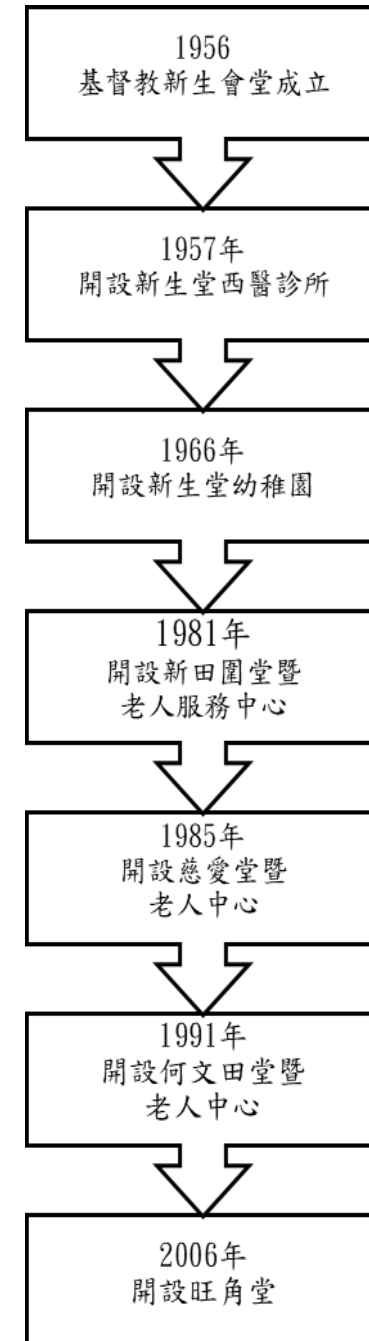 1956
基督教新生會堂成立
1957年
開設新生堂西醫診所
1966年
開設新生堂幼稚園
1981年
開設新田圍堂暨
老人服務中心
1985年
開設慈愛堂暨
老人中心
1991年
開設何文田堂暨
老人中心
2006年
開設旺角堂